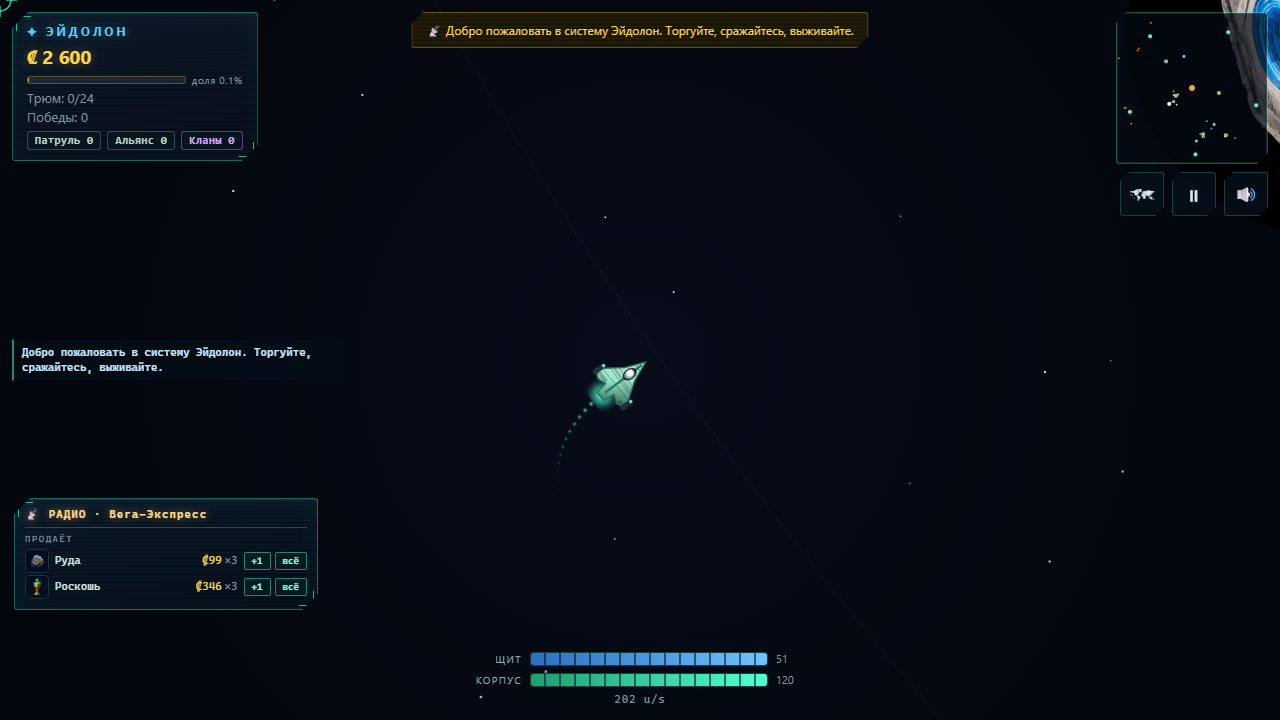 ЭЙДОЛОН
₡ 2 600
доля 0.1%
Трюм: 0/24
Победы: 0
Патруль 0 Альянс 0 Кланы 0
Добро пожаловать в систему Эйдолон. Торгуйте, сражайтесь, выживайте.
Добро пожаловать в систему Эйдолон. Торгуйте,
сражайтесь, выживайте.
РАДИО · Вега-Экспресс
ПРОДАЁТ
Руда ₡99 ×3 +1 всё
Роскошь ₡346 ×3 +1 всё
ЩИТ 51
КОРПУС 120
202 u/s